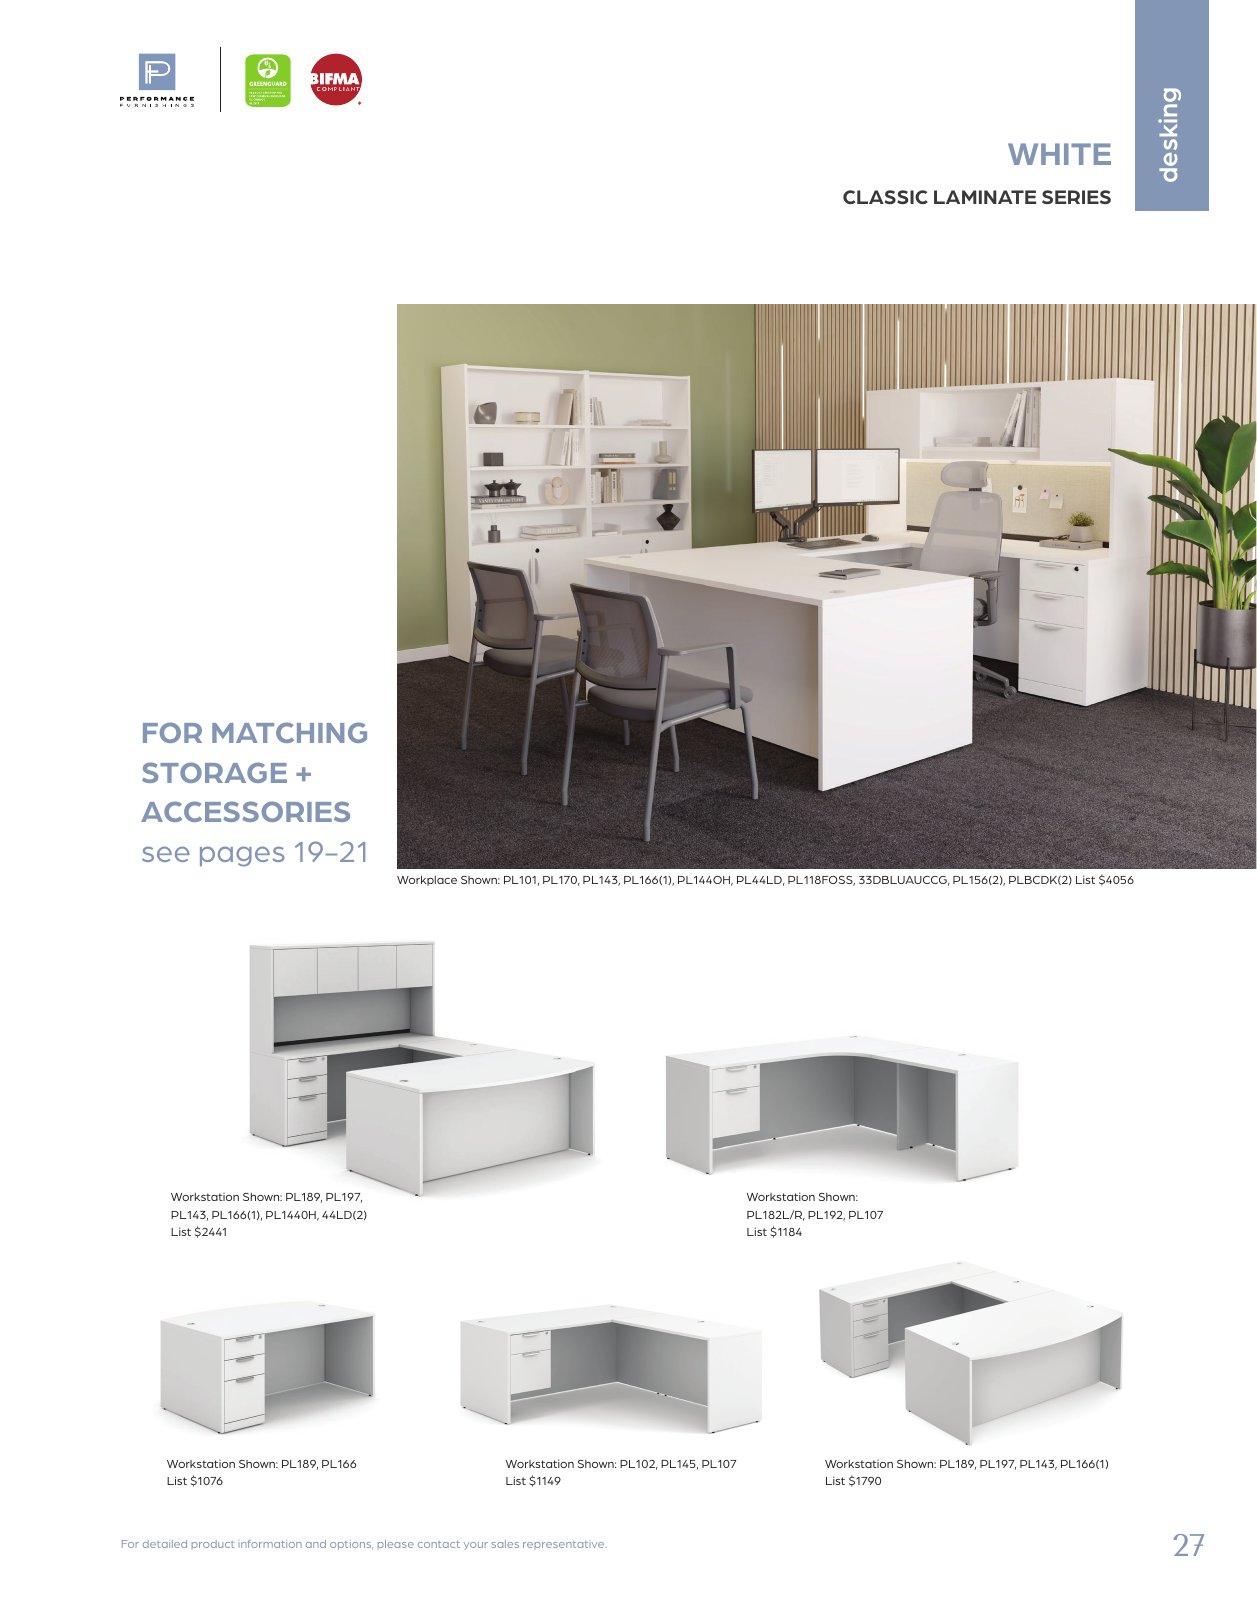 PERFORMANCE
FURNISHINGS
GREENGUARD
BIFMA
COMPLIANT
desking
WHITE
CLASSIC LAMINATE SERIES
FOR MATCHING
STORAGE +
ACCESSORIES
see pages 19-21
Workplace Shown: PL101, PL170, PL143, PL166(1), PL144OH, PL44LD, PL118FOSS, 33DBLUAUCCG, PL156(2), PLBCDK(2) List $4056
Workstation Shown: PL189, PL197,
PL143, PL166(1), PL1440H, 44LD(2)
List $2441
Workstation Shown:
PL182L/R, PL192, PL107
List $1184
Workstation Shown: PL189, PL166
List $1076
Workstation Shown: PL102, PL145, PL107
List $1149
Workstation Shown: PL189, PL197, PL143, PL166(1)
List $1790
For detailed product information and options, please contact your sales representative.
27